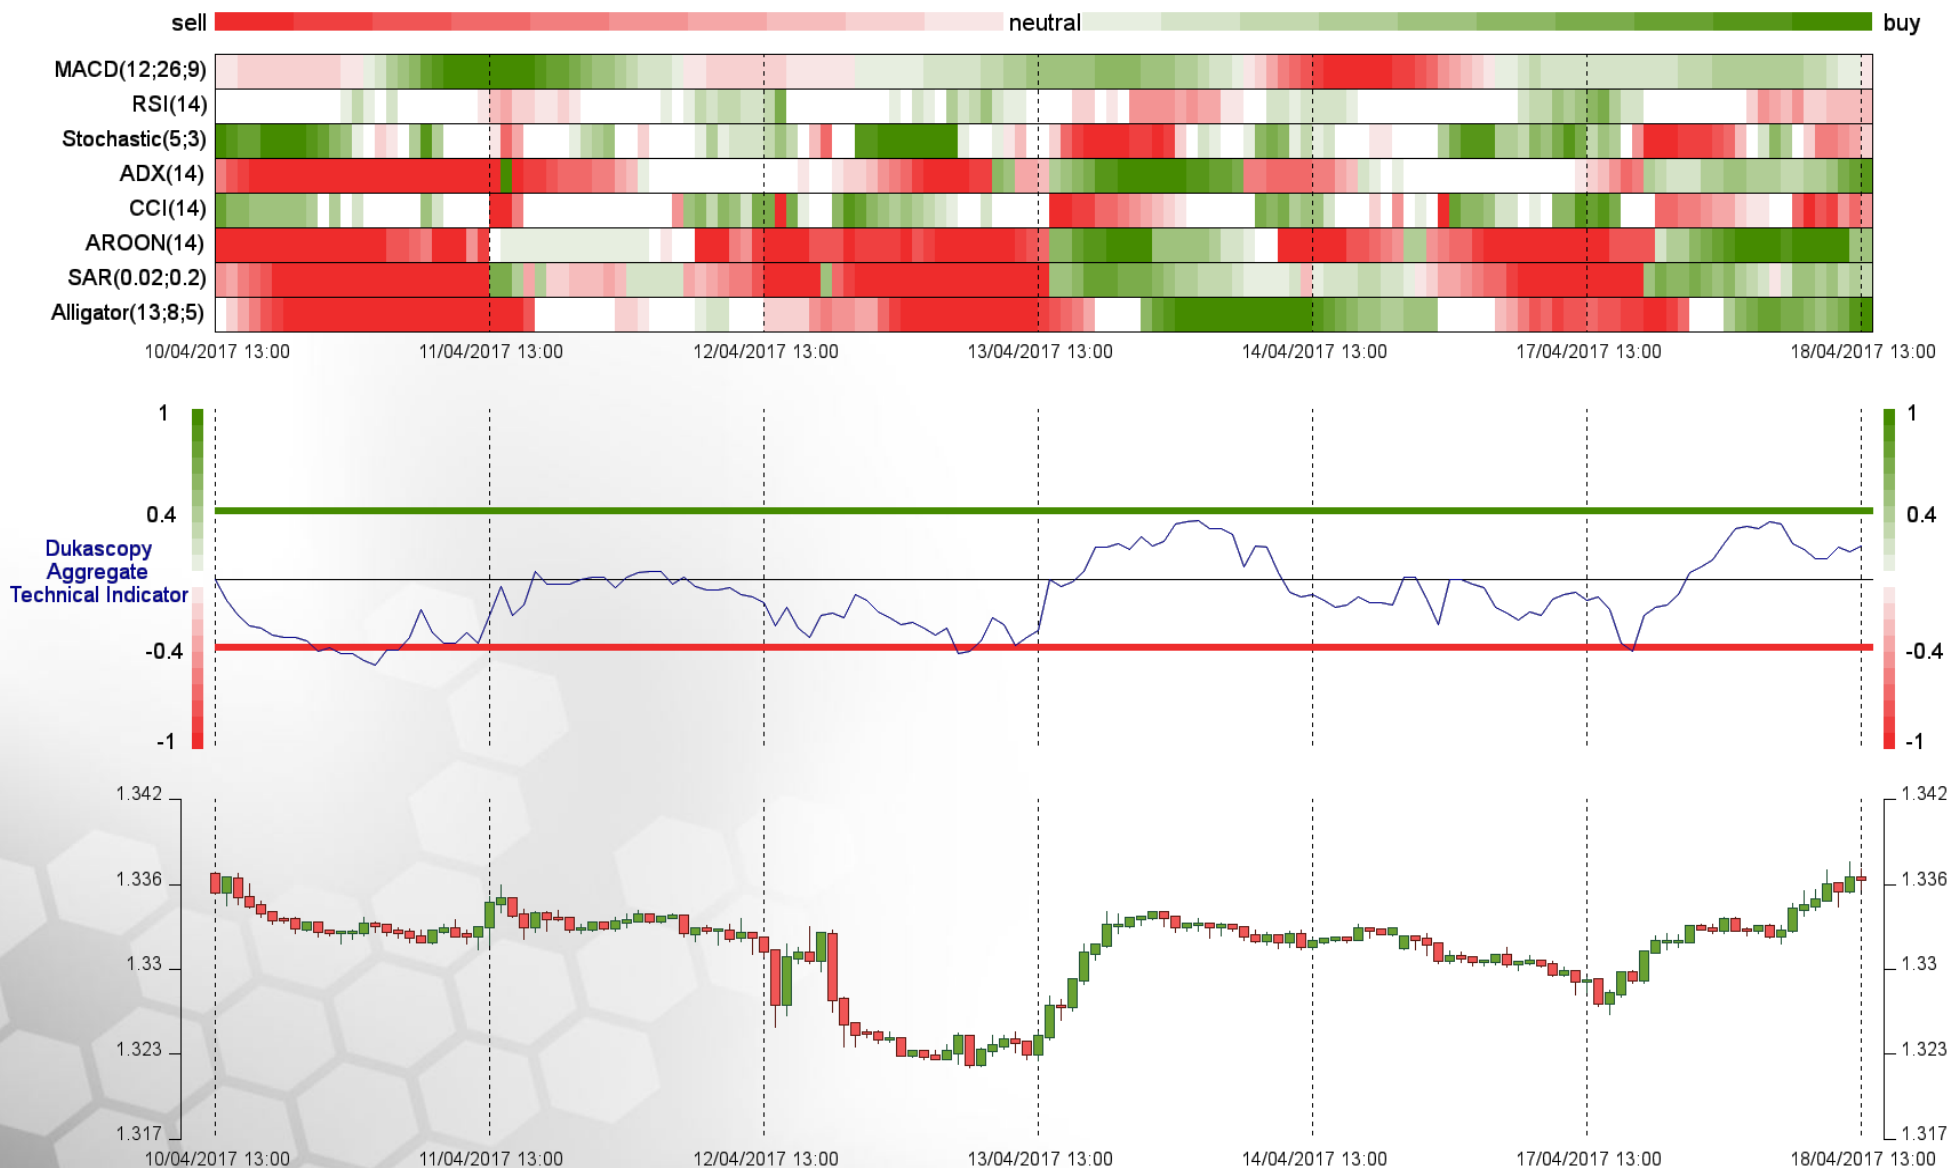 sell neutral buy
MACD(12;26;9)
RSI(14)
Stochastic(5;3)
ADX(14)
CCI(14)
AROON(14)
SAR(0.02;0.2)
Alligator(13;8;5)
10/04/2017 13:00 11/04/2017 13:00 12/04/2017 13:00 13/04/2017 13:00 14/04/2017 13:00 17/04/2017 13:00 18/04/2017 13:00
1 1
0.4 0.4
Dukascopy
Aggregate
Technical Indicator
-0.4 -0.4
-1 -1
1.342 1.342
1.336 1.336
1.33 1.33
1.323 1.323
1.317 1.317
10/04/2017 13:00 11/04/2017 13:00 12/04/2017 13:00 13/04/2017 13:00 14/04/2017 13:00 17/04/2017 13:00 18/04/2017 13:00